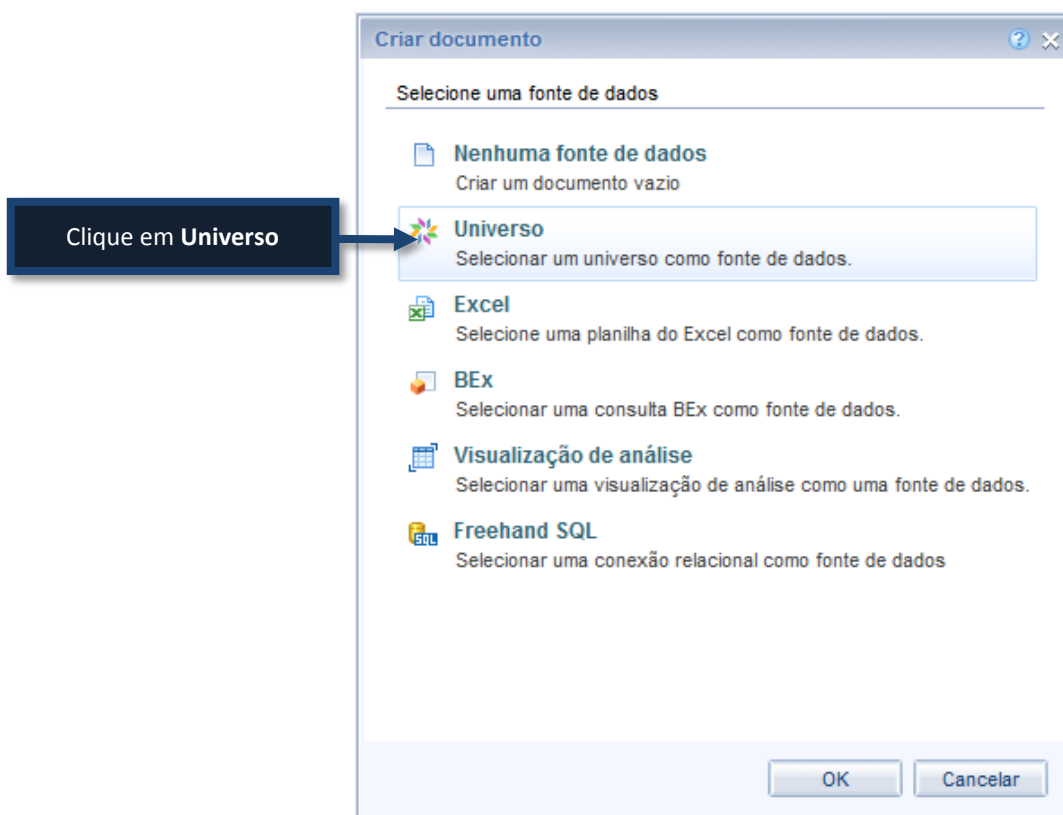 Criar documento
Selecione uma fonte de dados
Nenhuma fonte de dados
Criar um documento vazio
Clique em Universo
Universo
Selecionar um universo como fonte de dados.
Excel
Selecione uma planilha do Excel como fonte de dados.
BEx
Selecionar uma consulta BEx como fonte de dados.
Visualização de análise
Selecionar uma visualização de análise como uma fonte de dados.
SQL
Freehand SQL
Selecionar uma conexão relacional como fonte de dados
OK
Cancelar